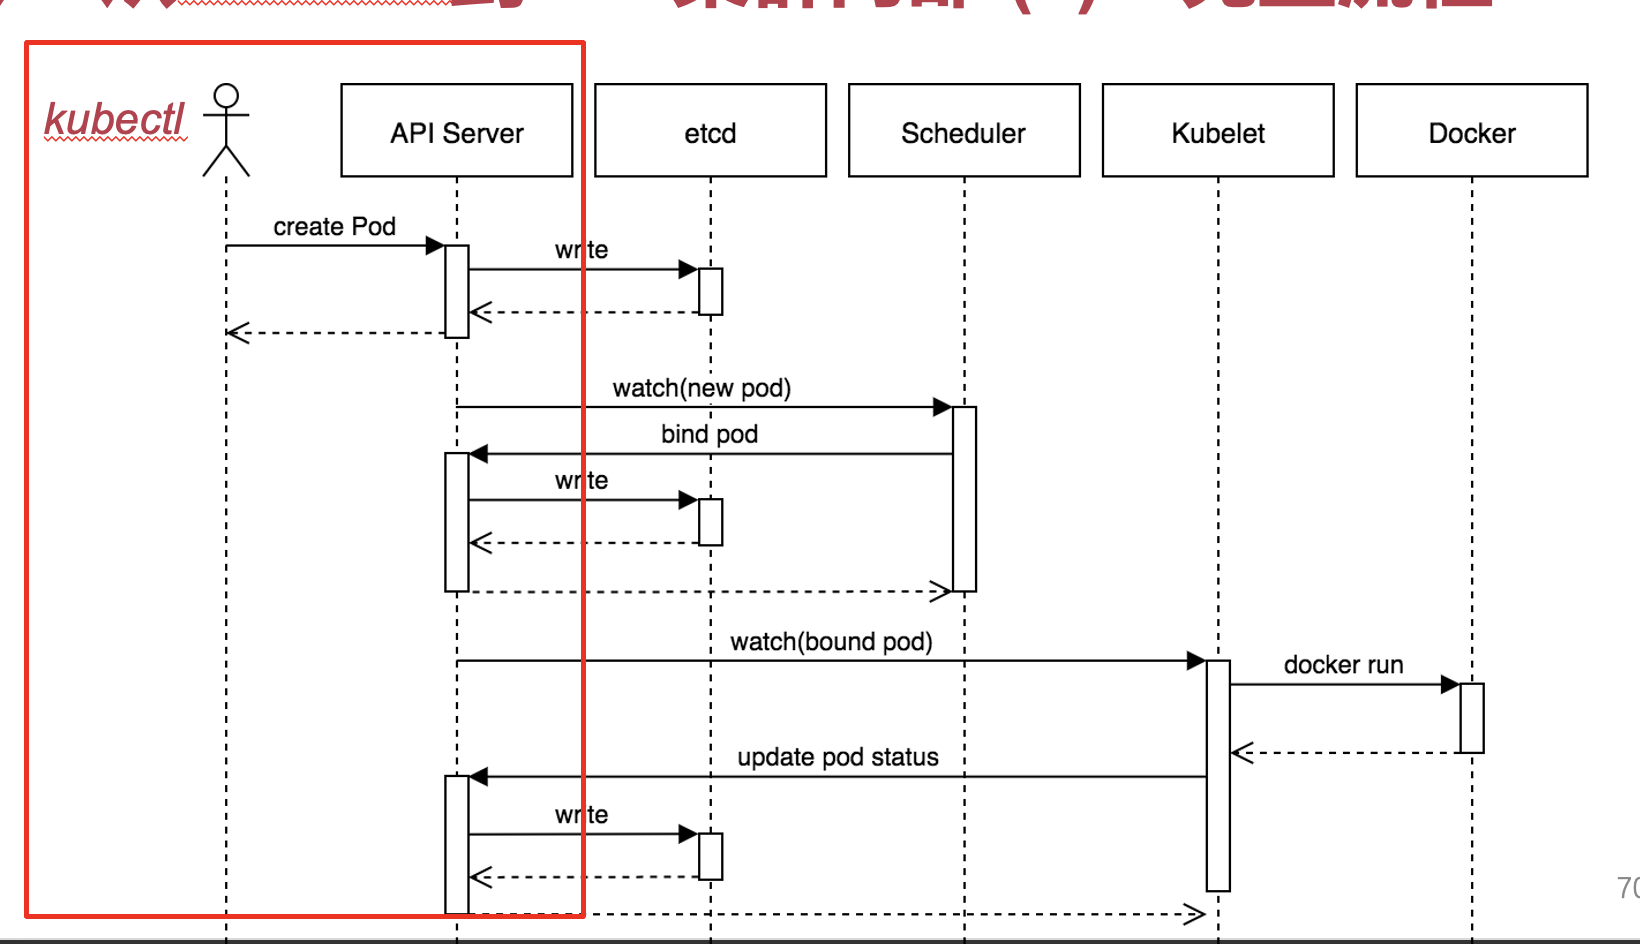 kubectl
API Server
etcd
Scheduler
Kubelet
Docker
create Pod
write
watch(new pod)
bind pod
write
watch(bound pod)
docker run
update pod status
write
70